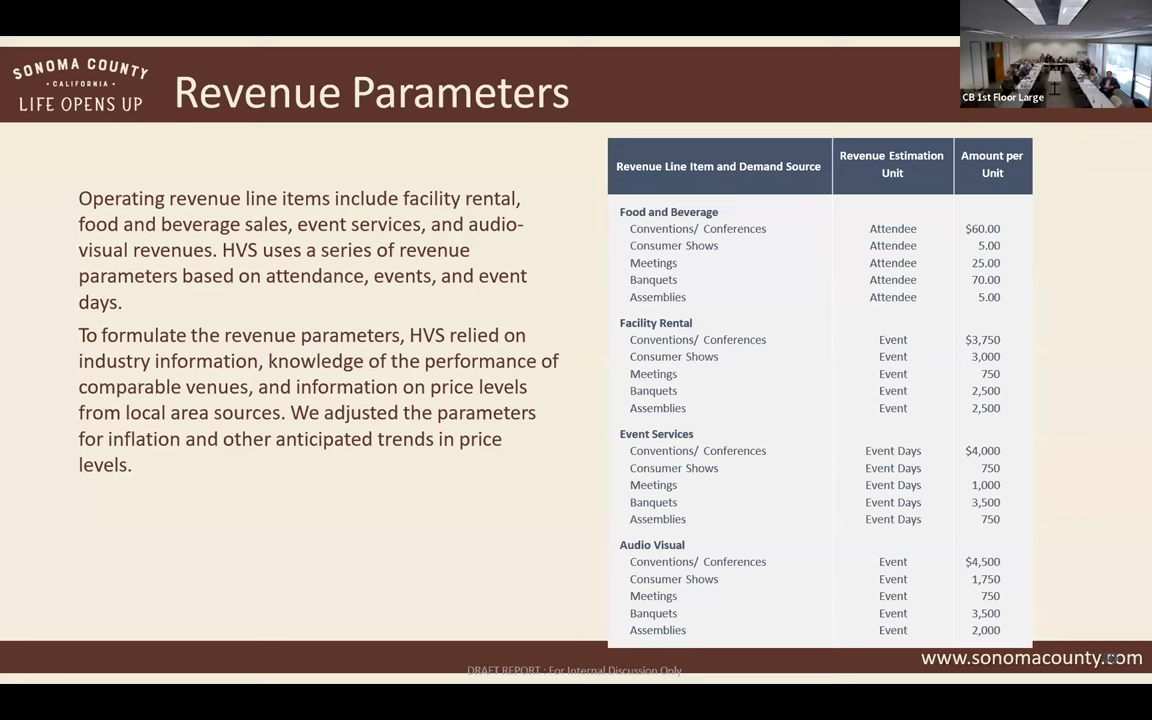 SONOMA COUNTY
• CALIFORNIA •
LIFE OPENS UP
Revenue Parameters
CB 1st Floor Large
Operating revenue line items include facility rental,
food and beverage sales, event services, and audio-
visual revenues. HVS uses a series of revenue
parameters based on attendance, events, and event
days.
To formulate the revenue parameters, HVS relied on
industry information, knowledge of the performance of
comparable venues, and information on price levels
from local area sources. We adjusted the parameters
for inflation and other anticipated trends in price
levels.
Revenue Line Item and Demand Source Revenue Estimation Unit Amount per Unit
Food and Beverage
Conventions/ Conferences Attendee $60.00
Consumer Shows Attendee 5.00
Meetings Attendee 25.00
Banquets Attendee 70.00
Assemblies Attendee 5.00
Facility Rental
Conventions/ Conferences Event $3,750
Consumer Shows Event 3,000
Meetings Event 750
Banquets Event 2,500
Assemblies Event 2,500
Event Services
Conventions/ Conferences Event Days $4,000
Consumer Shows Event Days 750
Meetings Event Days 1,000
Banquets Event Days 3,500
Assemblies Event Days 750
Audio Visual
Conventions/ Conferences Event $4,500
Consumer Shows Event 1,750
Meetings Event 750
Banquets Event 3,500
Assemblies Event 2,000
www.sonomacounty.com
DRAFT REPORT : For Internal Discussion Only